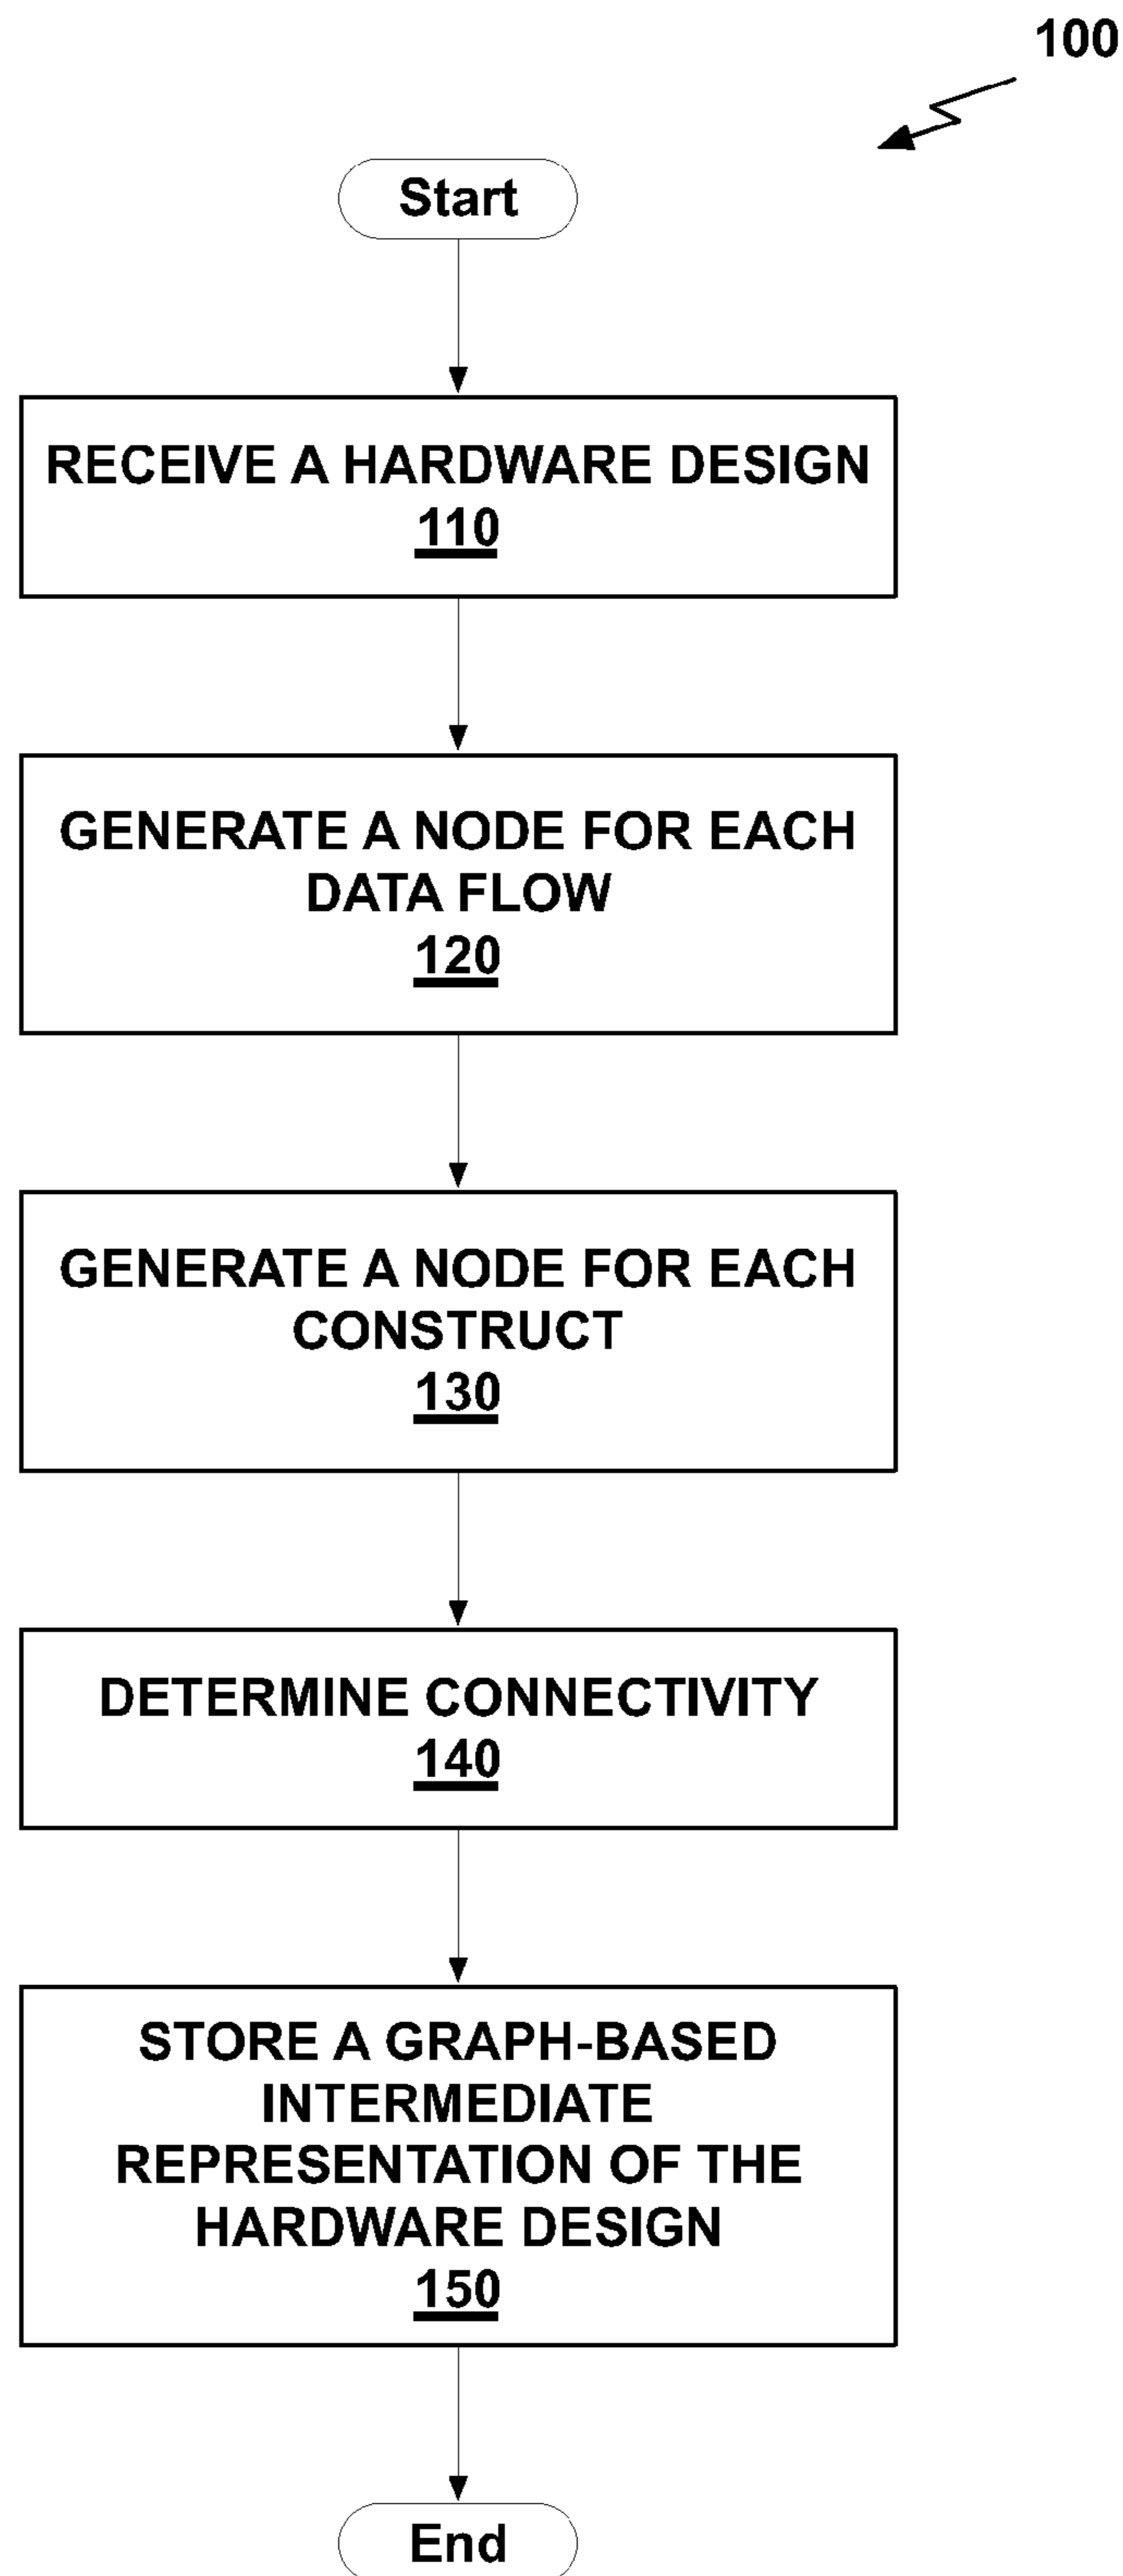 100
Start
RECEIVE A HARDWARE DESIGN
110
GENERATE A NODE FOR EACH
DATA FLOW
120
GENERATE A NODE FOR EACH
CONSTRUCT
130
DETERMINE CONNECTIVITY
140
STORE A GRAPH-BASED
INTERMEDIATE
REPRESENTATION OF THE
HARDWARE DESIGN
150
End